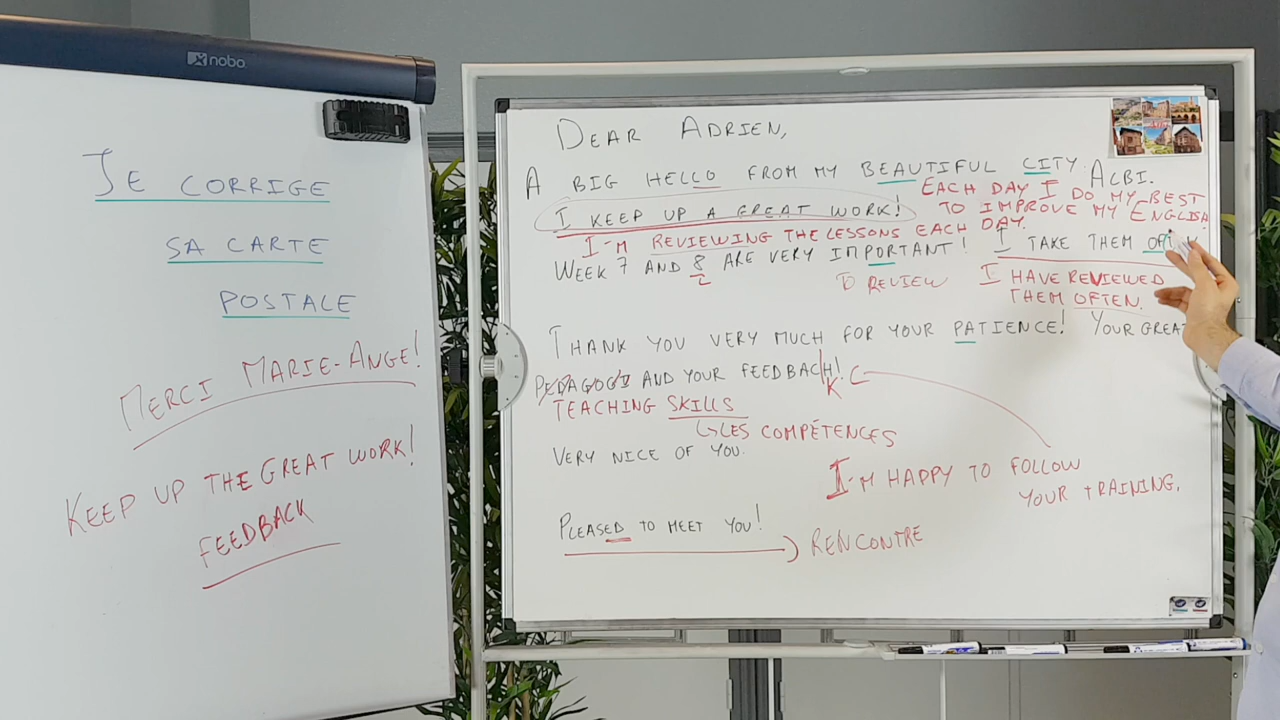 nobo
JE CORRIGE
SA CARTE
POSTALE
MERCI MARIE-ANGE!
KEEP UP THE GREAT WORK!
FEEDBACK
DEAR ADRIEN,
A BIG HELLO FROM MY BEAUTIFUL CITY. ALBI.
I KEEP UP A GREAT WORK!
EACH DAY I DO MY BEST
TO IMPROVE MY ENGLISH.
I'M REVIEWING THE LESSONS EACH DAY.
WEEK 7 AND 8 ARE VERY IMPORTANT! I TAKE THEM
TO REVIEW
I HAVE REVIEWED
THEM OFTEN.
THANK YOU VERY MUCH FOR YOUR PATIENCE! YOUR GREAT
PEDAGOGY AND YOUR FEEDBACH!
K.
TEACHING SKILLS
LES COMPÉTENCES
VERY NICE OF YOU.
I'M HAPPY TO FOLLOW
YOUR TRAINING.
PLEASED TO MEET YOU!
RENCONTRE